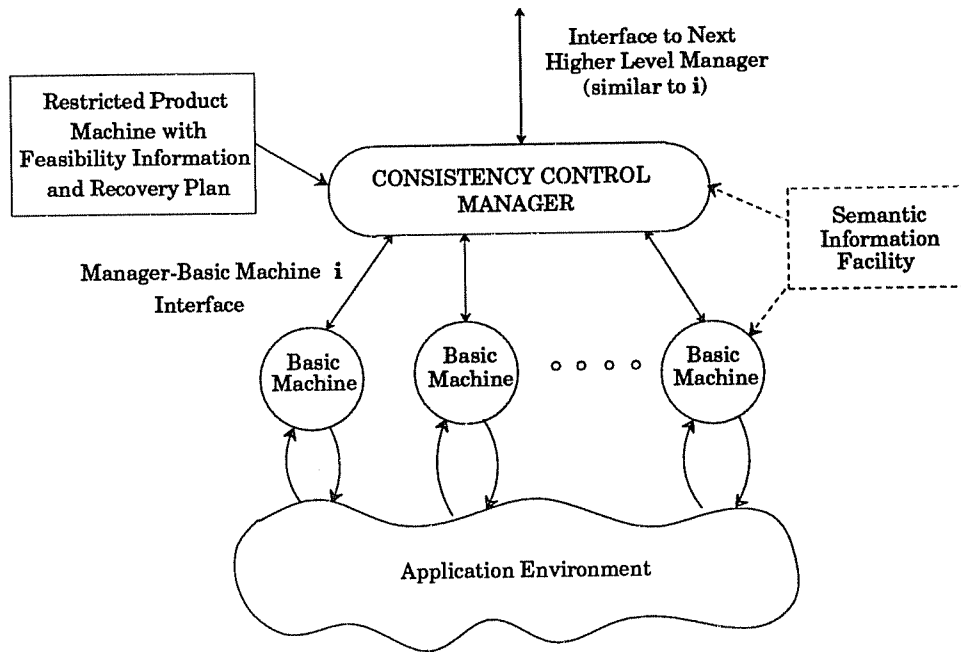 Interface to Next
Higher Level Manager
(similar to i)
Restricted Product
Machine with
Feasibility Information
and Recovery Plan
CONSISTENCY CONTROL
MANAGER
Semantic
Information
Facility
Manager-Basic Machine i
Interface
Basic
Machine
Basic
Machine
Basic
Machine
Application Environment